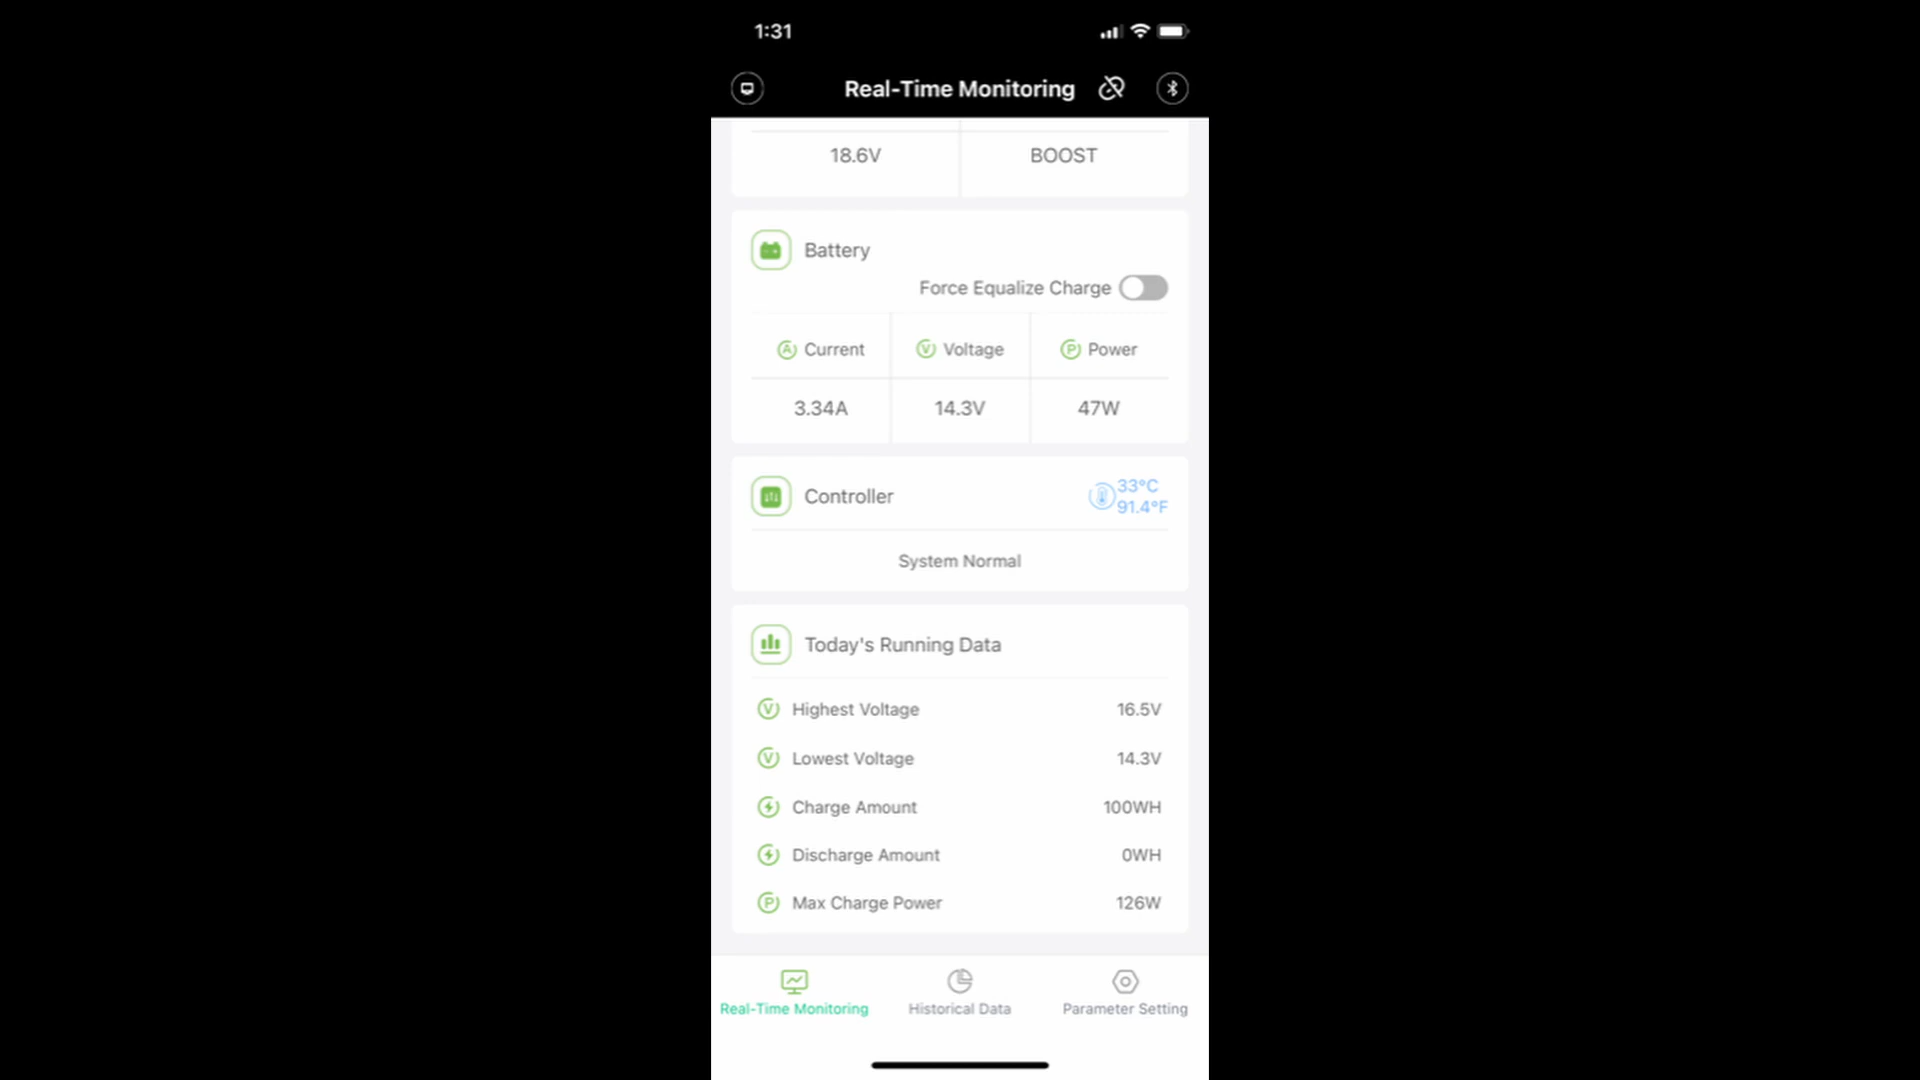 1:31
Real-Time Monitoring
18.6V BOOST
Battery
Force Equalize Charge
A Current V Voltage P Power
3.34A 14.3V 47W
Controller 33°C
91.4°F
System Normal
Today's Running Data
V Highest Voltage 16.5V
V Lowest Voltage 14.3V
Charge Amount 100WH
Discharge Amount 0WH
P Max Charge Power 126W
Real-Time Monitoring Historical Data Parameter Setting